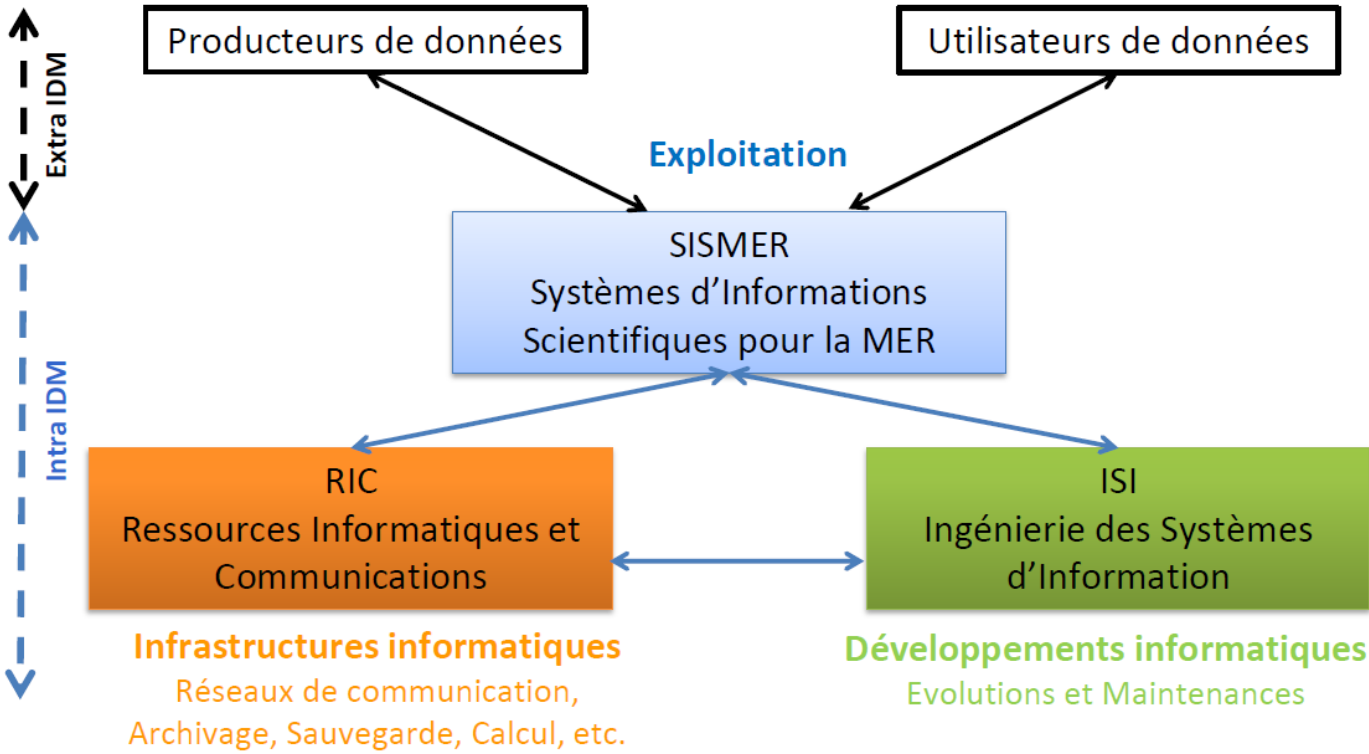 Producteurs de données
Utilisateurs de données
Extra IDM
Exploitation
SISMER
Systèmes d’Informations
Scientifiques pour la MER
Intra IDM
RIC
Ressources Informatiques et
Communications
ISI
Ingénierie des Systèmes
d’Information
Infrastructures informatiques
Réseaux de communication,
Archivage, Sauvegarde, Calcul, etc.
Développements informatiques
Evolutions et Maintenances